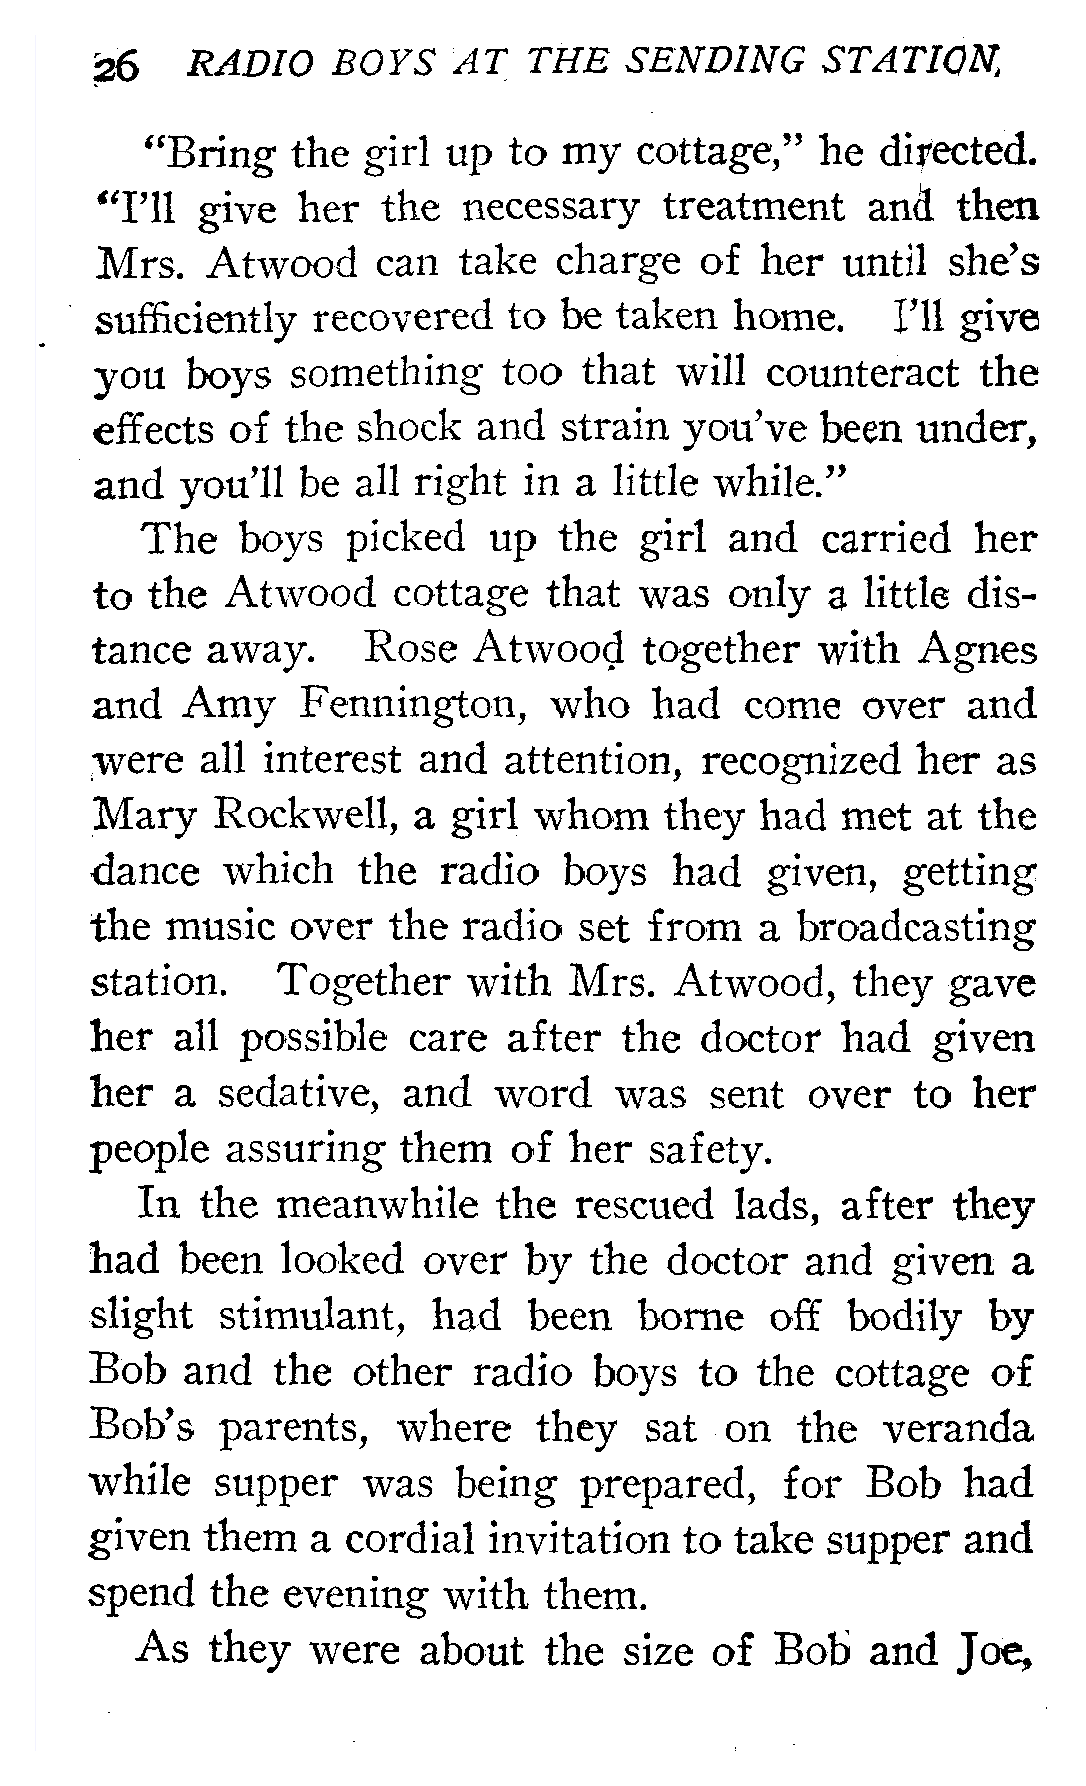 26 RADIO BOYS AT THE SENDING STATION
“Bring the girl up to my cottage,” he directed.
“I’ll give her the necessary treatment and then
Mrs. Atwood can take charge of her until she’s
sufficiently recovered to be taken home. I’ll give
you boys something too that will counteract the
effects of the shock and strain you’ve been under,
and you’ll be all right in a little while.”
The boys picked up the girl and carried her
to the Atwood cottage that was only a little dis-
tance away. Rose Atwood together with Agnes
and Amy Fennington, who had come over and
were all interest and attention, recognized her as
Mary Rockwell, a girl whom they had met at the
dance which the radio boys had given, getting
the music over the radio set from a broadcasting
station. Together with Mrs. Atwood, they gave
her all possible care after the doctor had given
her a sedative, and word was sent over to her
people assuring them of her safety.
In the meanwhile the rescued lads, after they
had been looked over by the doctor and given a
slight stimulant, had been borne off bodily by
Bob and the other radio boys to the cottage of
Bob’s parents, where they sat on the veranda
while supper was being prepared, for Bob had
given them a cordial invitation to take supper and
spend the evening with them.
As they were about the size of Bob and Joe,